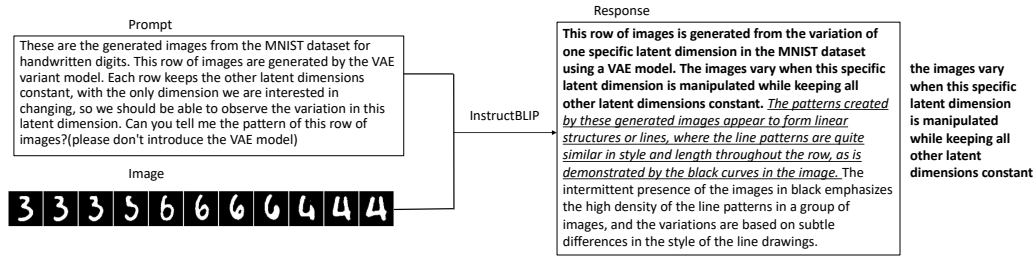 Prompt
These are the generated images from the MNIST dataset for
handwritten digits. This row of images are generated by the VAE
variant model. Each row keeps the other latent dimensions
constant, with the only dimension we are interested in
changing, so we should be able to observe the variation in this
latent dimension. Can you tell me the pattern of this row of
images?(please don't introduce the VAE model)
Image
3 3 3 5 6 6 6 6 4 4 4
InstructBLIP
Response
This row of images is generated from the variation of
one specific latent dimension in the MNIST dataset
using a VAE model. The images vary when this specific
latent dimension is manipulated while keeping all
other latent dimensions constant. The patterns created
by these generated images appear to form linear
structures or lines, where the line patterns are quite
similar in style and length throughout the row, as is
demonstrated by the black curves in the image. The
intermittent presence of the images in black emphasizes
the high density of the line patterns in a group of
images, and the variations are based on subtle
differences in the style of the line drawings.
the images vary
when this specific
latent dimension
is manipulated
while keeping all
other latent
dimensions constant